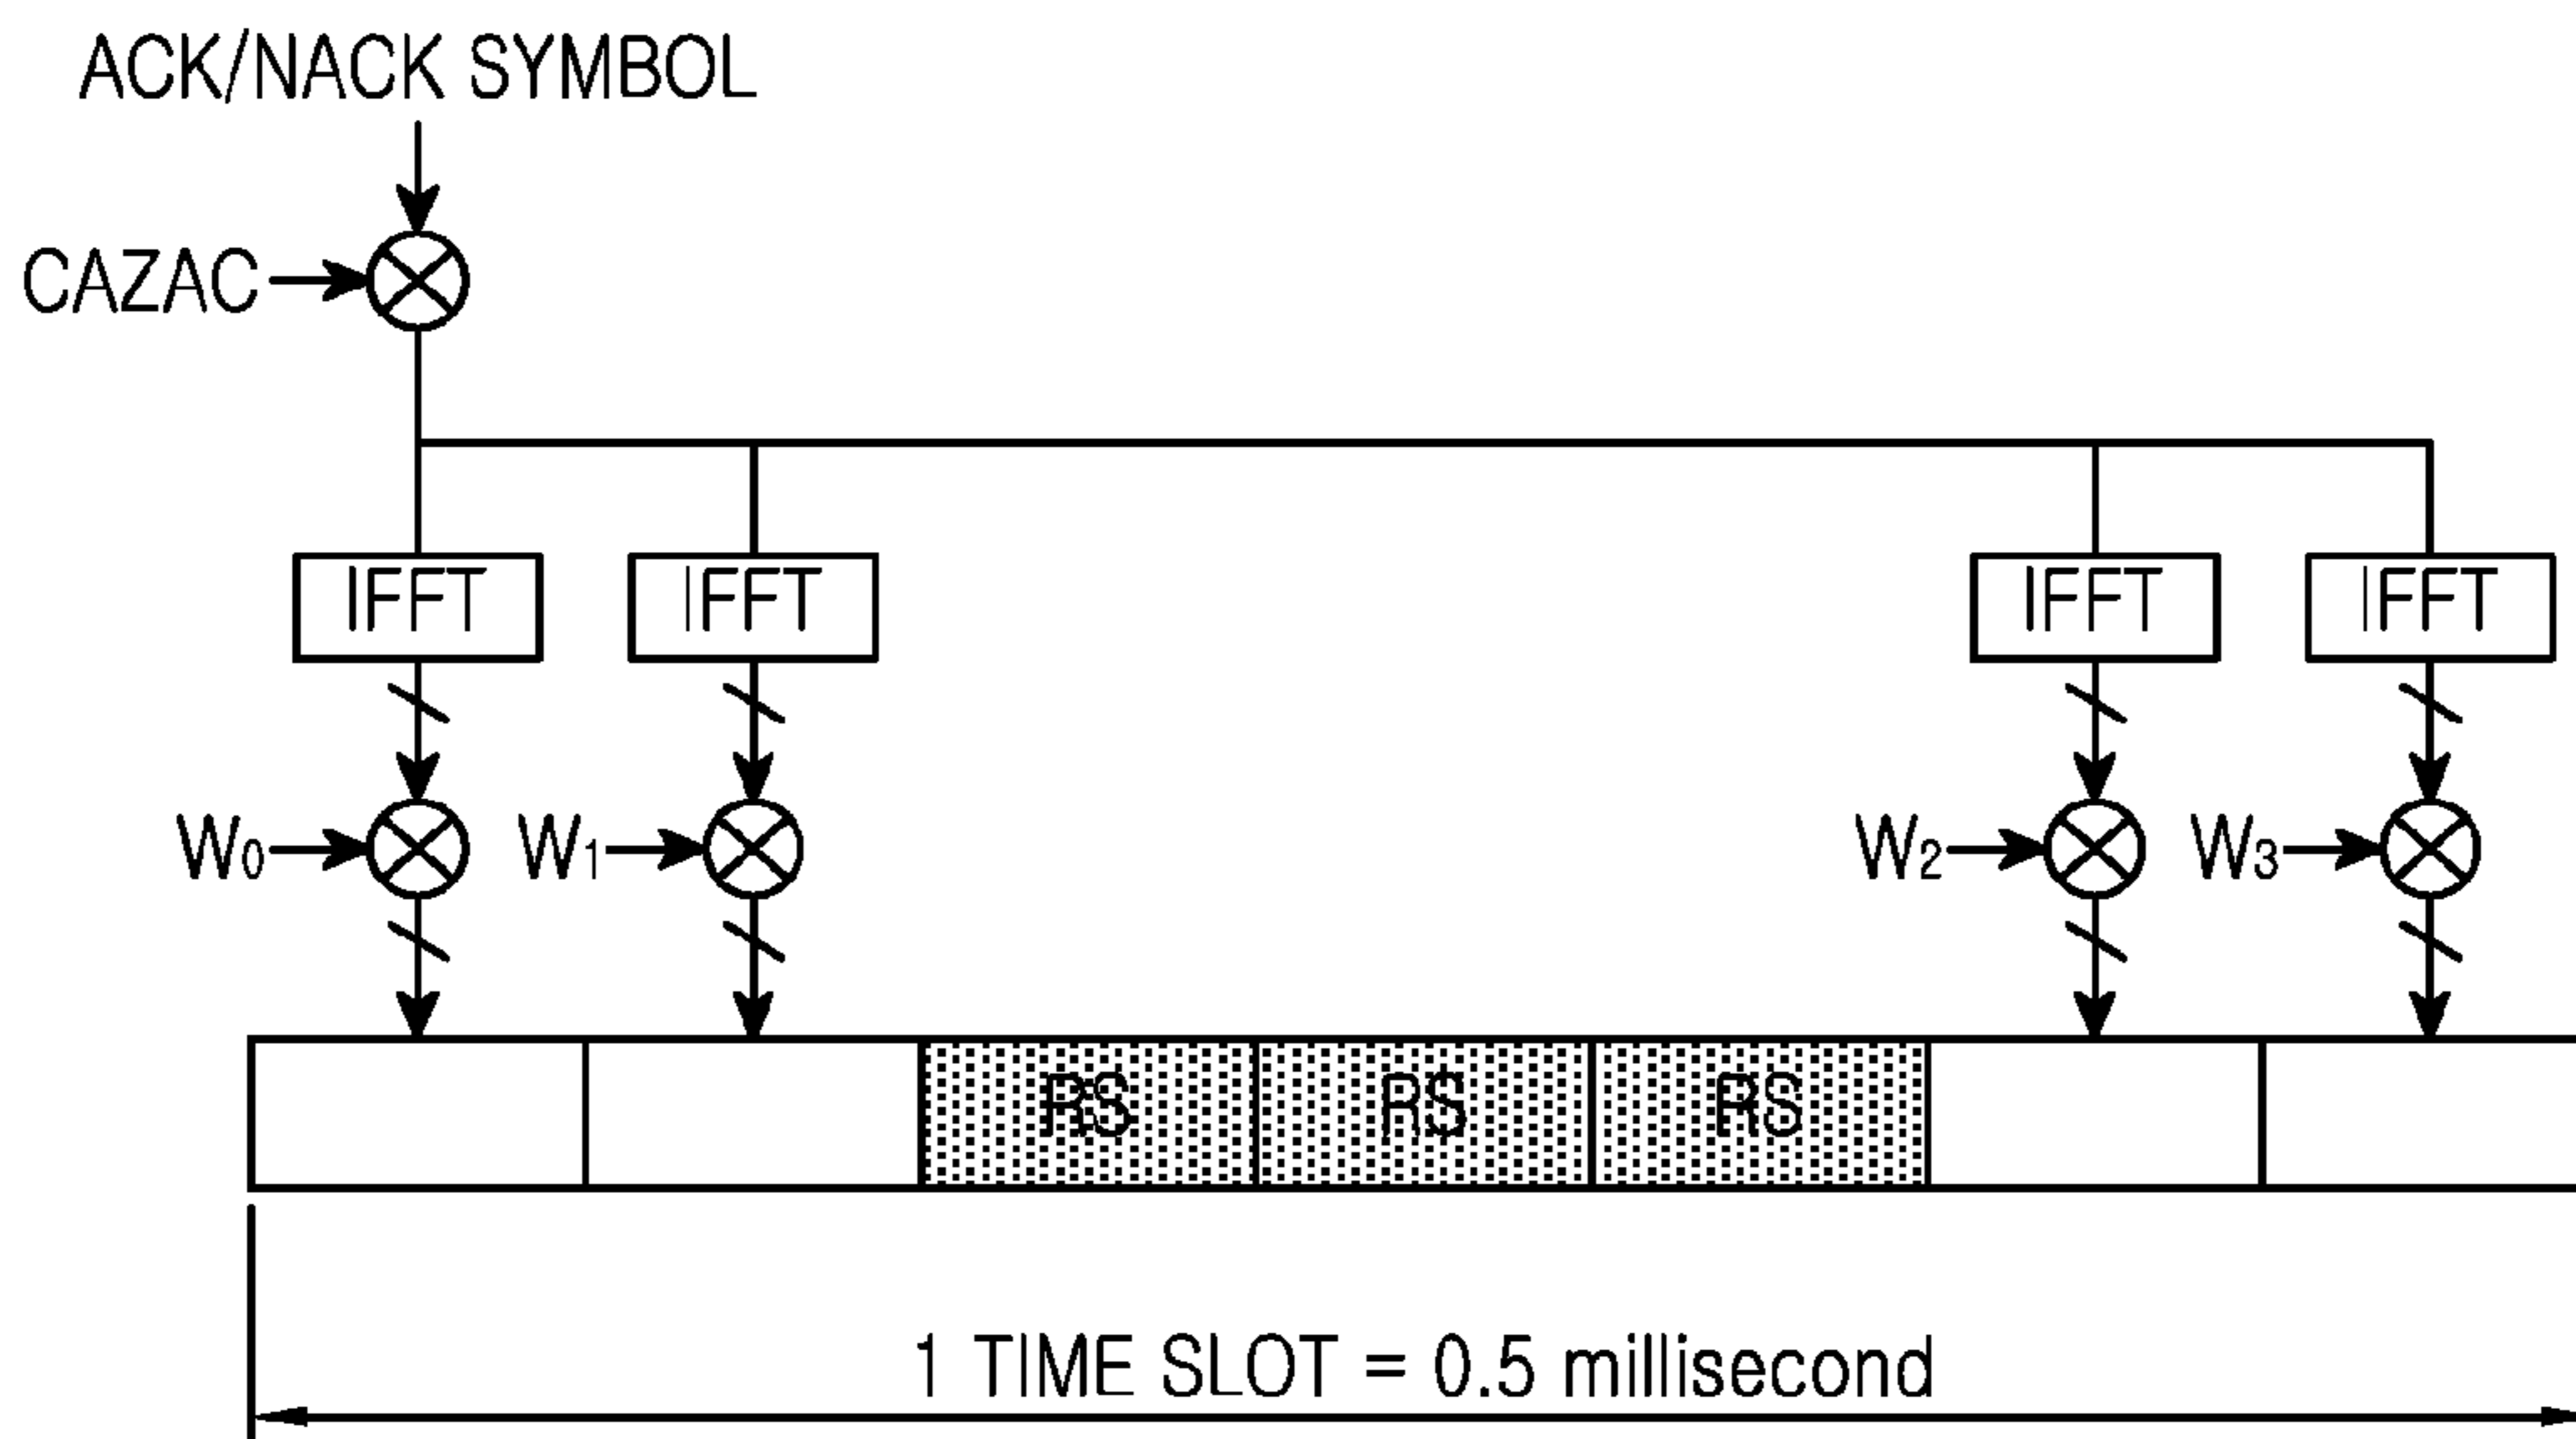 ACK/NACK SYMBOL
CAZAC
IFFT IFFT IFFT IFFT
W0 W1 W2 W3
RS RS RS
1 TIME SLOT = 0.5 millisecond